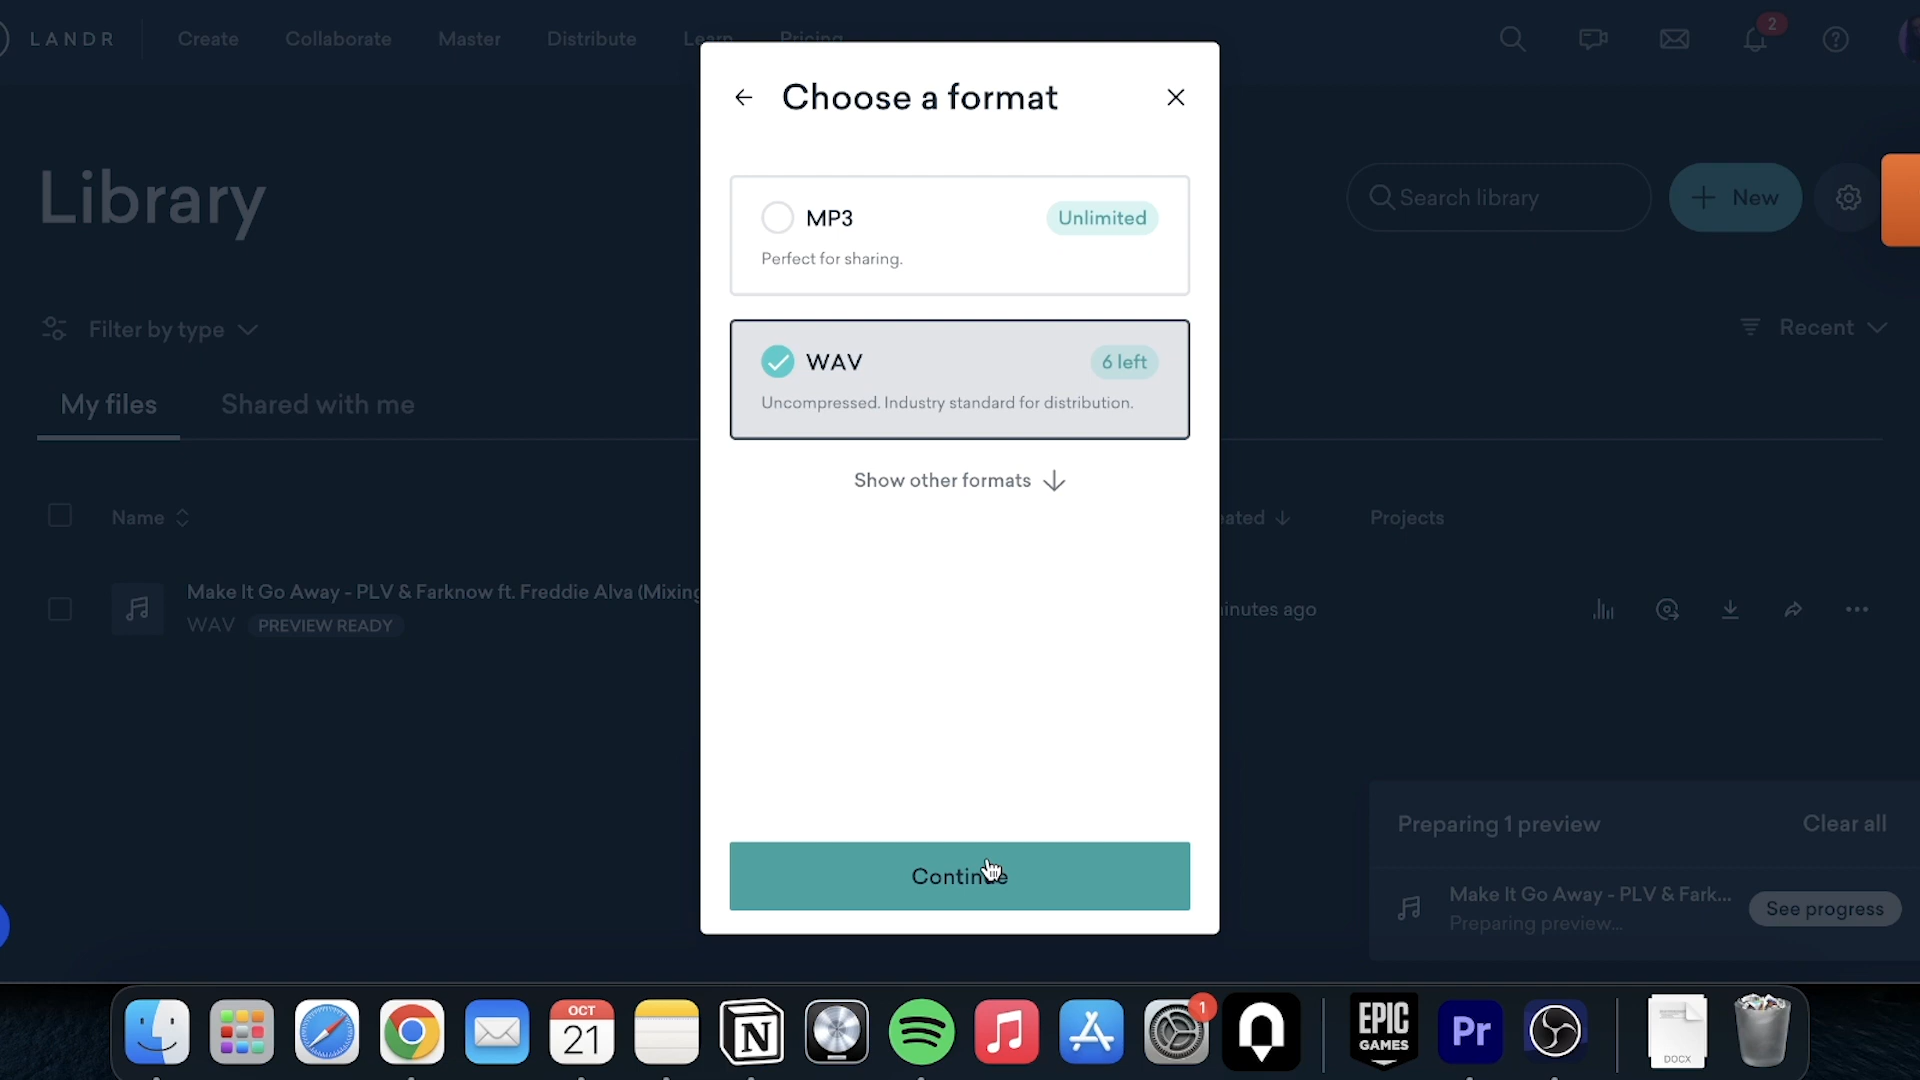 LANDR Create Collaborate Master Distribute Learn Pricing 2
Choose a format
Library
Search library
New
MP3 Unlimited
Perfect for sharing.
Filter by type
Recent
WAV 6 left
Uncompressed. Industry standard for distribution.
My files Shared with me
Show other formats
Name
Projects
Make It Go Away - PLV & Farknow ft. Freddie Alva (Mixing
WAV PREVIEW READY
ago
Continue
Preparing 1 preview Clear all
Make It Go Away - PLV & Fark...
Preparing preview...
See progress
OCT
21
1
EPIC
GAMES
Pr
DOCX